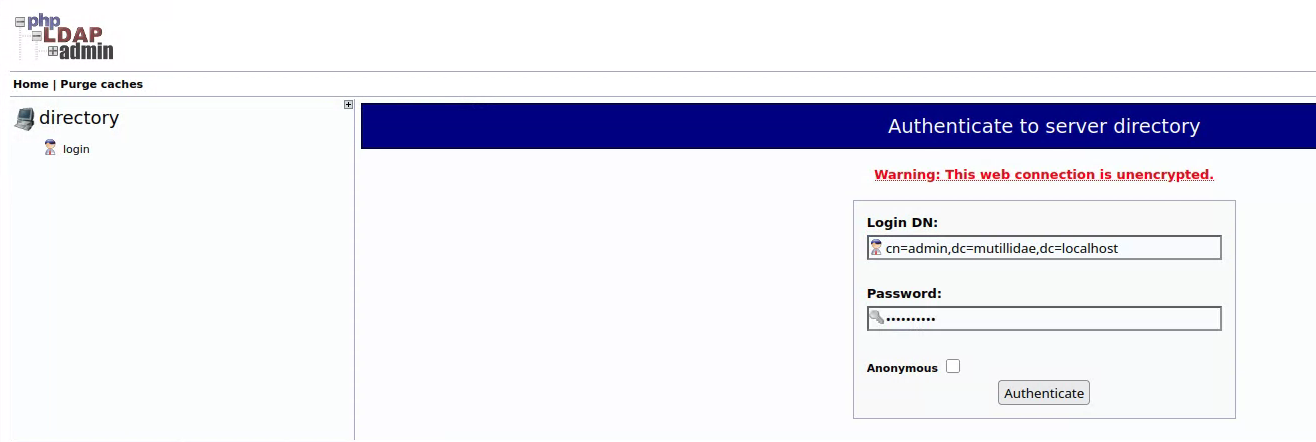 php
LDAP
admin
Home | Purge caches
directory
login
Authenticate to server directory
Warning: This web connection is unencrypted.
Login DN:
cn=admin,dc=mutillidae,dc=localhost
Password:
••••••••••
Anonymous
Authenticate